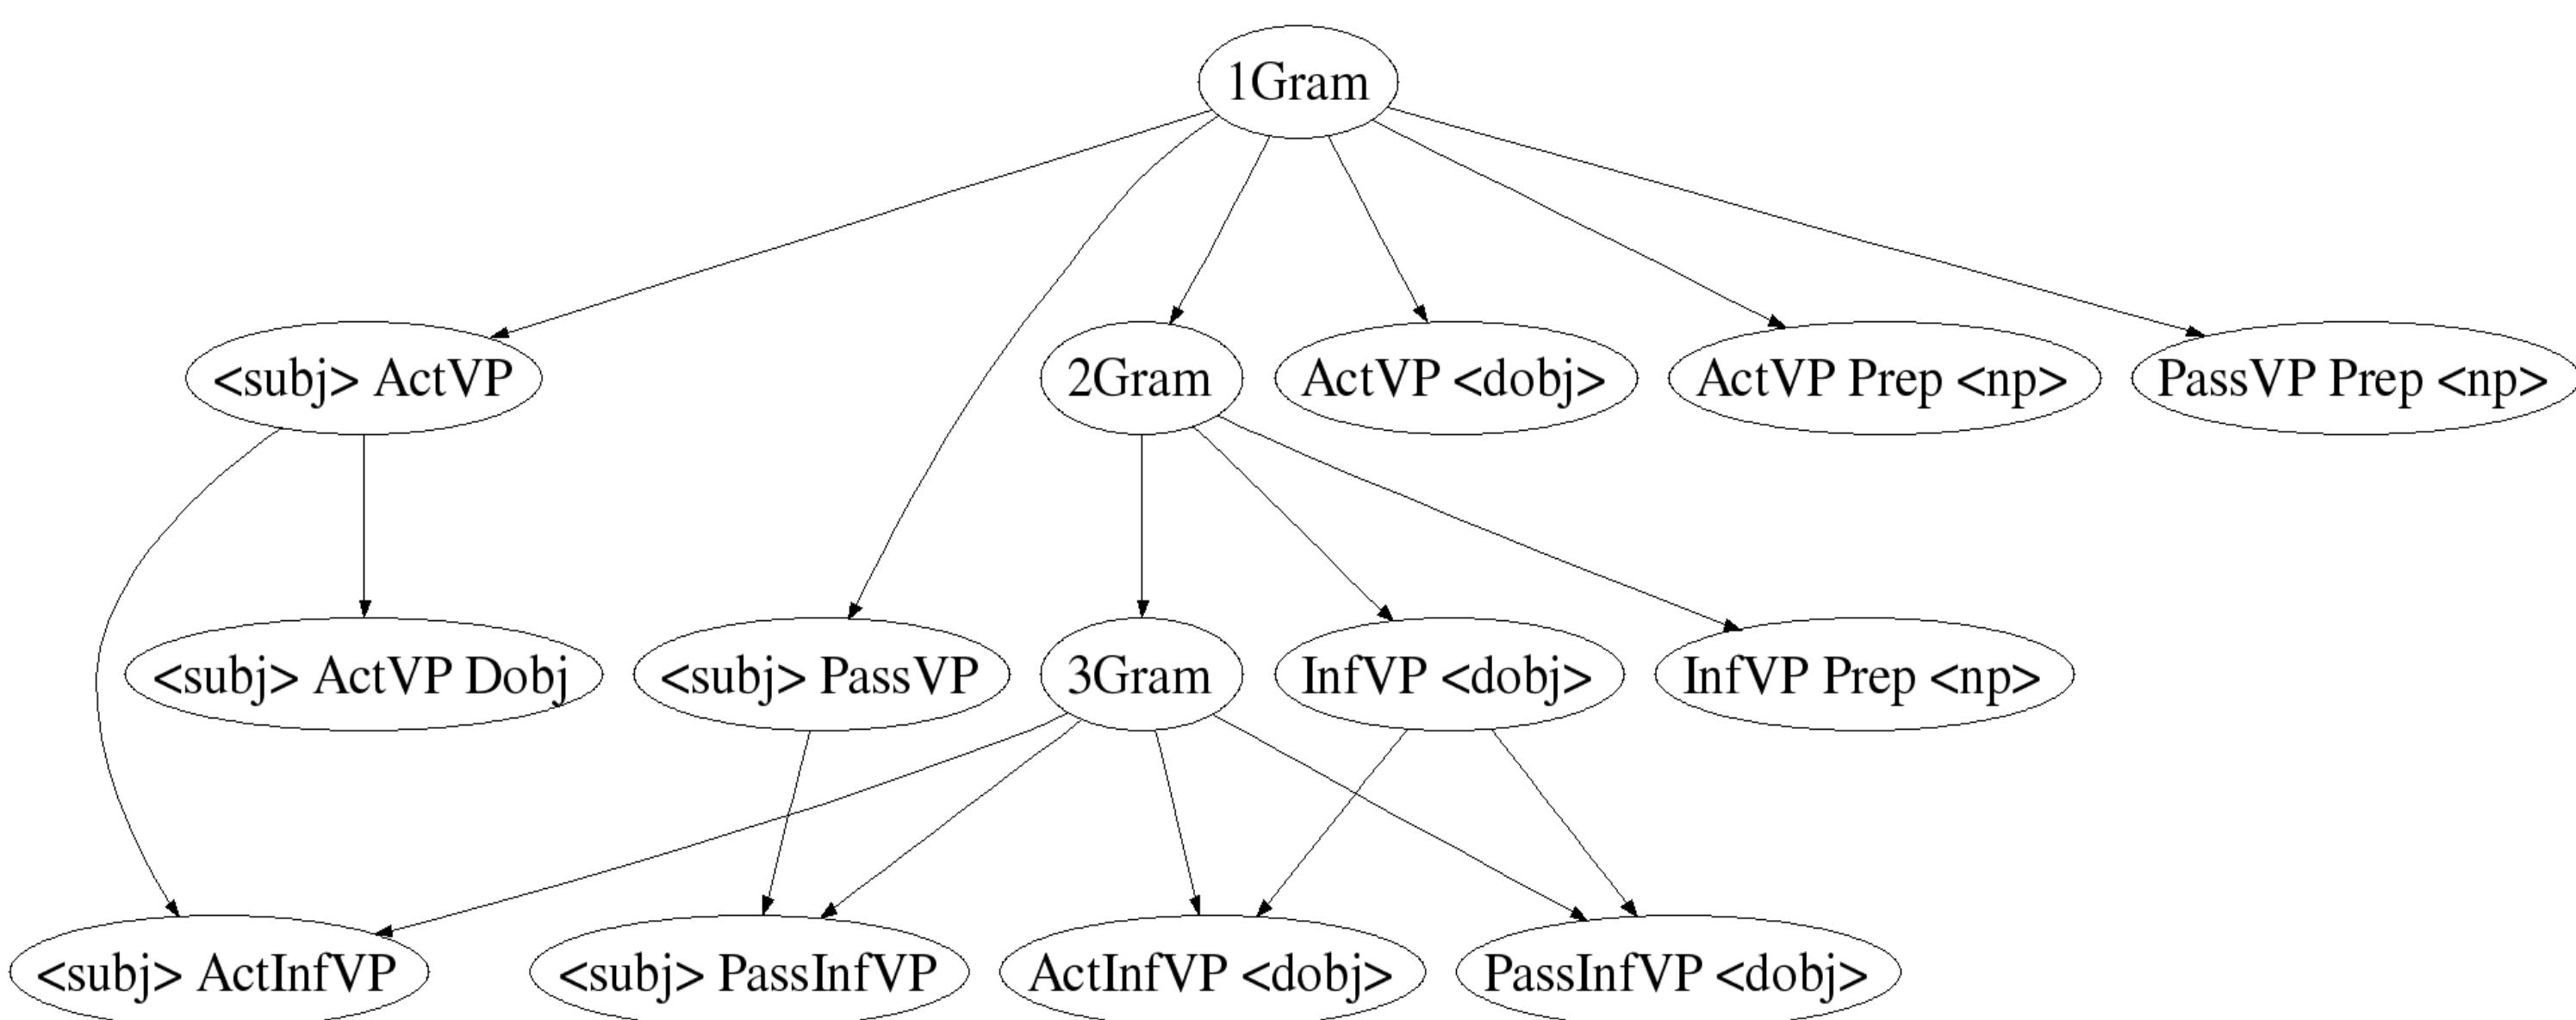 1Gram
<subj> ActVP
2Gram
ActVP <dobj>
ActVP Prep <np>
PassVP Prep <np>
<subj> ActVP Dobj
<subj> PassVP
3Gram
InfVP <dobj>
InfVP Prep <np>
<subj> ActInfVP
<subj> PassInfVP
ActInfVP <dobj>
PassInfVP <dobj>